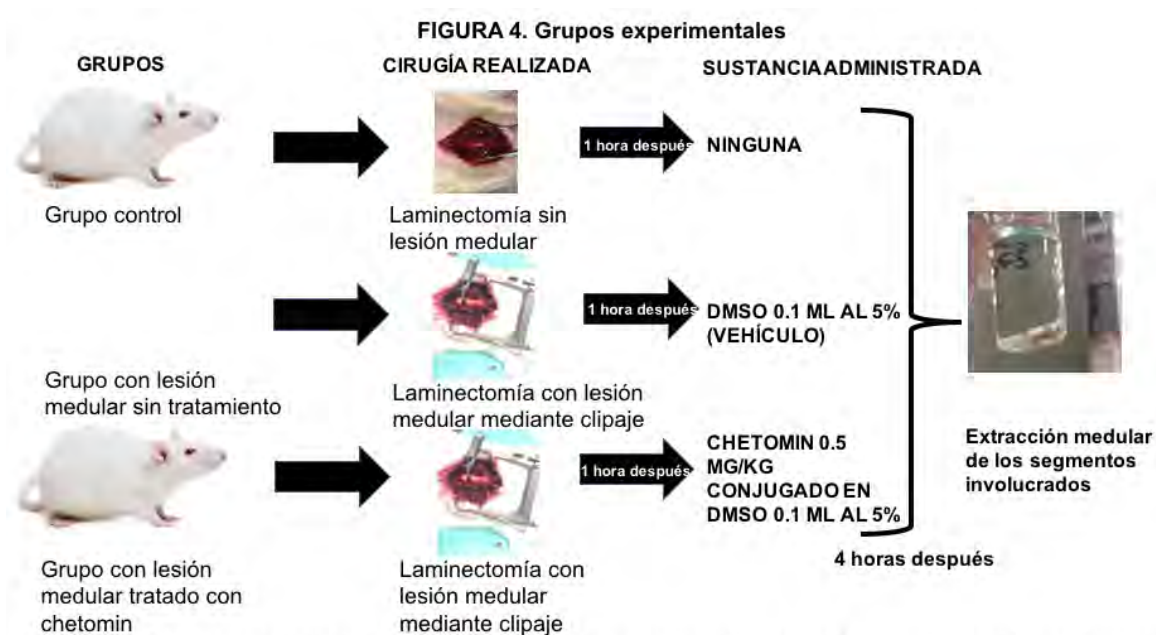 FIGURA 4. Grupos experimentales
GRUPOS
CIRUGÍA REALIZADA
SUSTANCIA ADMINISTRADA
1 hora después
NINGUNA
Grupo control
Laminectomía sin
lesión medular
1 hora después
DMSO 0.1 ML AL 5%
(VEHÍCULO)
Grupo con lesión
medular sin tratamiento
Laminectomía con lesión
medular mediante clipaje
1 hora después
CHETOMIN 0.5
MG/KG
CONJUGADO EN
DMSO 0.1 ML AL 5%
Extracción medular
de los segmentos
involucrados
4 horas después
Grupo con lesión
medular tratado con
chetomin
Laminectomía con
lesión medular
mediante clipaje